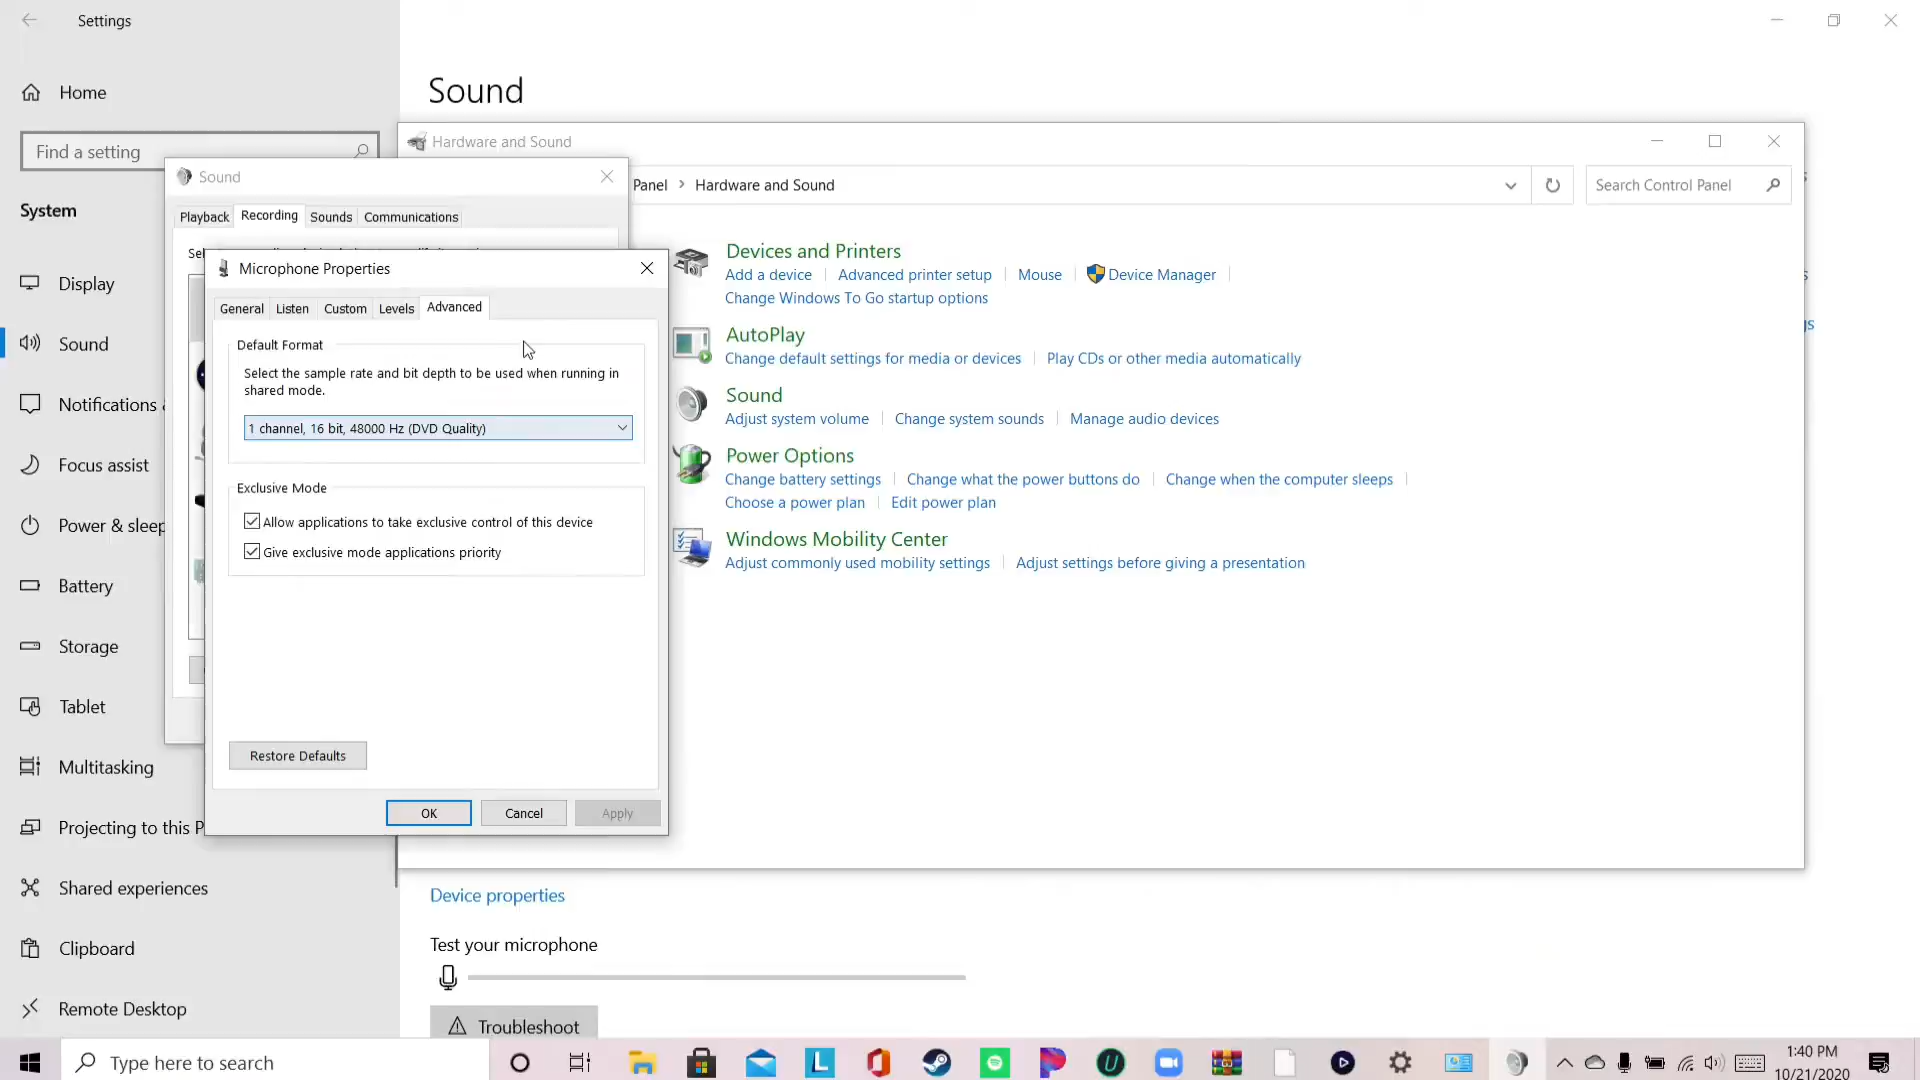 Settings
Home
Find a setting
System
Display
Sound
Notifications
Focus assist
Power & sleep
Battery
Storage
Tablet
Multitasking
Projecting to this P
Shared experiences
Clipboard
Remote Desktop
Sound
Hardware and Sound
Panel > Hardware and Sound
Search Control Panel
Devices and Printers
Add a device | Advanced printer setup | Mouse | Device Manager |
Change Windows To Go startup options
AutoPlay
Change default settings for media or devices | Play CDs or other media automatically
Sound
Adjust system volume | Change system sounds | Manage audio devices
Power Options
Change battery settings | Change what the power buttons do | Change when the computer sleeps |
Choose a power plan | Edit power plan
Windows Mobility Center
Adjust commonly used mobility settings | Adjust settings before giving a presentation
Sound
Playback Recording Sounds Communications
Microphone Properties
General Listen Custom Levels Advanced
Default Format
Select the sample rate and bit depth to be used when running in
shared mode.
1 channel, 16 bit, 48000 Hz (DVD Quality)
Exclusive Mode
Allow applications to take exclusive control of this device
Give exclusive mode applications priority
Restore Defaults
OK Cancel Apply
Device properties
Test your microphone
Troubleshoot
Type here to search
1:40 PM
10/21/2020